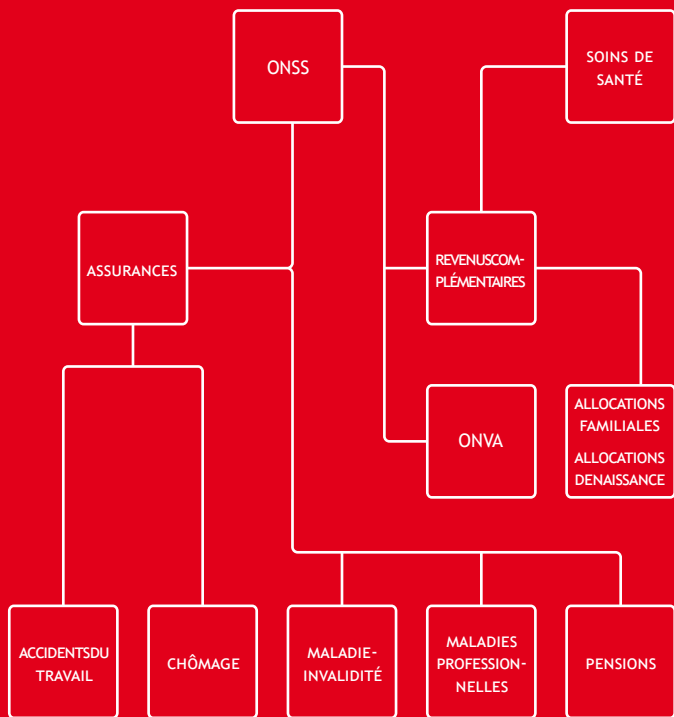 ONSS
SOINS DE
SANTÉ
ASSURANCES
REVENUSCOM-
PLÉMENTAIRES
ONVA
ALLOCATIONS
FAMILIALES
ALLOCATIONS
DENAISSANCE
ACCIDENTSDU
TRAVAIL
CHÔMAGE
MALADIE-
INVALIDITÉ
MALADIES
PROFESSION-
NELLES
PENSIONS